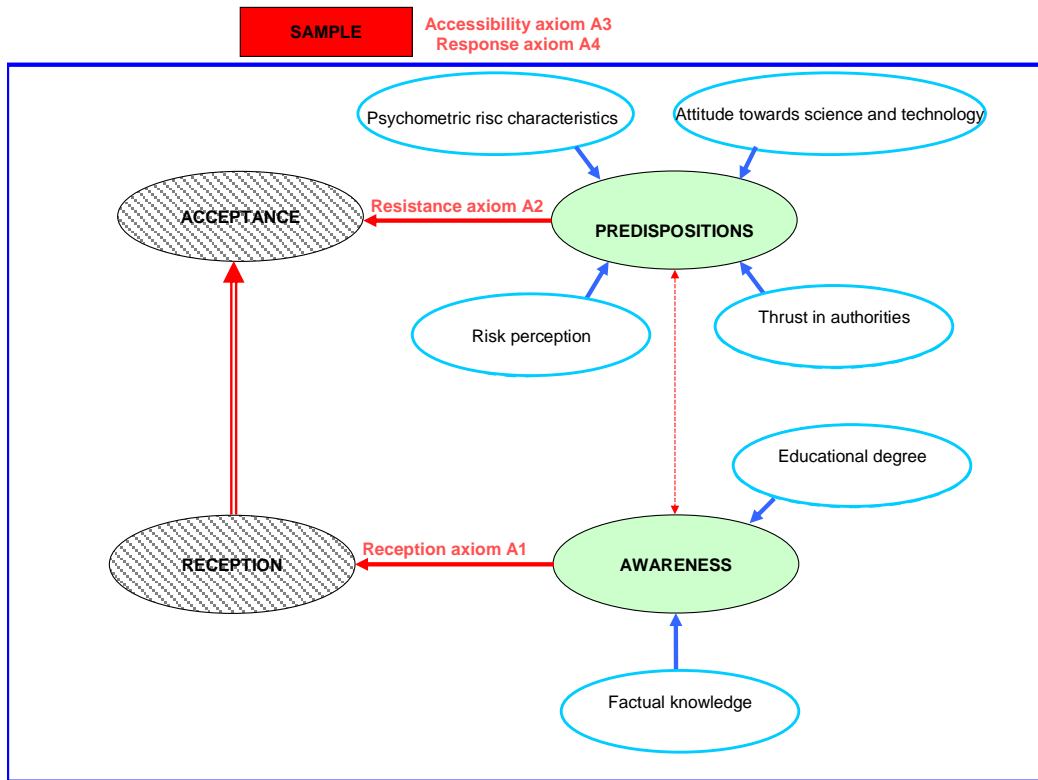 SAMPLE
Accessibility axiom A3
Response axiom A4
Psychometric risc characteristics
Attitude towards science and technology
ACCEPTANCE
Resistance axiom A2
PREDISPOSITIONS
Risk perception
Thrust in authorities
Educational degree
RECEPTION
Reception axiom A1
AWARENESS
Factual knowledge